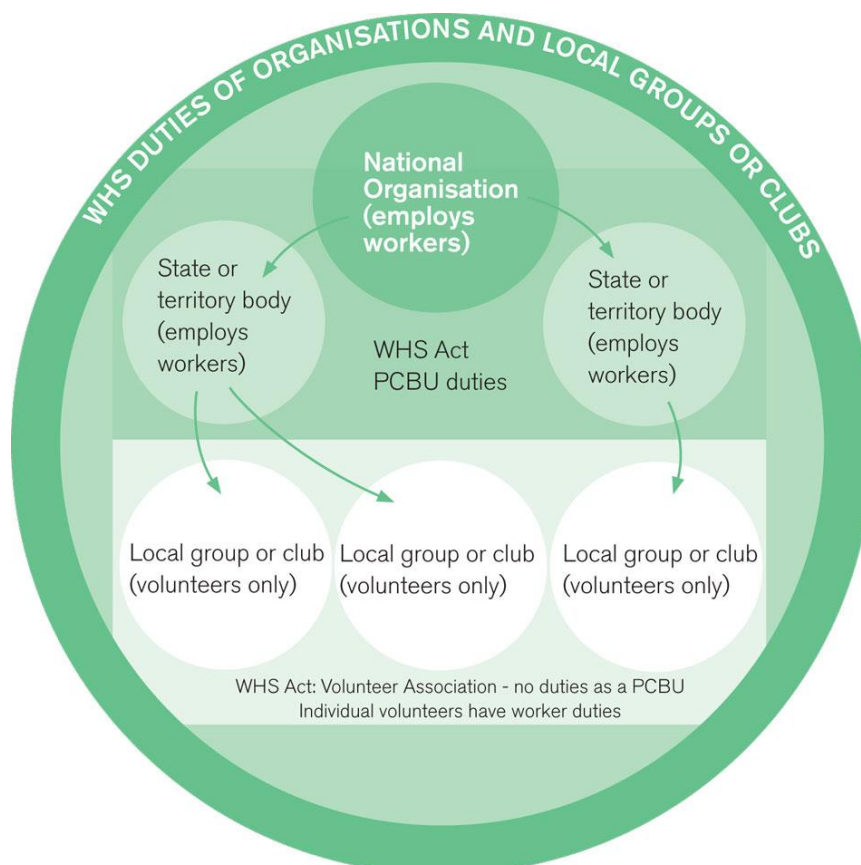 WHS DUTIES OF ORGANISATIONS AND LOCAL GROUPS OR CLUBS
National
Organisation
(employs
workers)
State or
territory body
(employs
workers)
State or
territory body
(employs
workers)
WHS Act
PCBU duties
Local group or club
(volunteers only)
Local group or club
(volunteers only)
Local group or club
(volunteers only)
WHS Act: Volunteer Association - no duties as a PCBU
Individual volunteers have worker duties